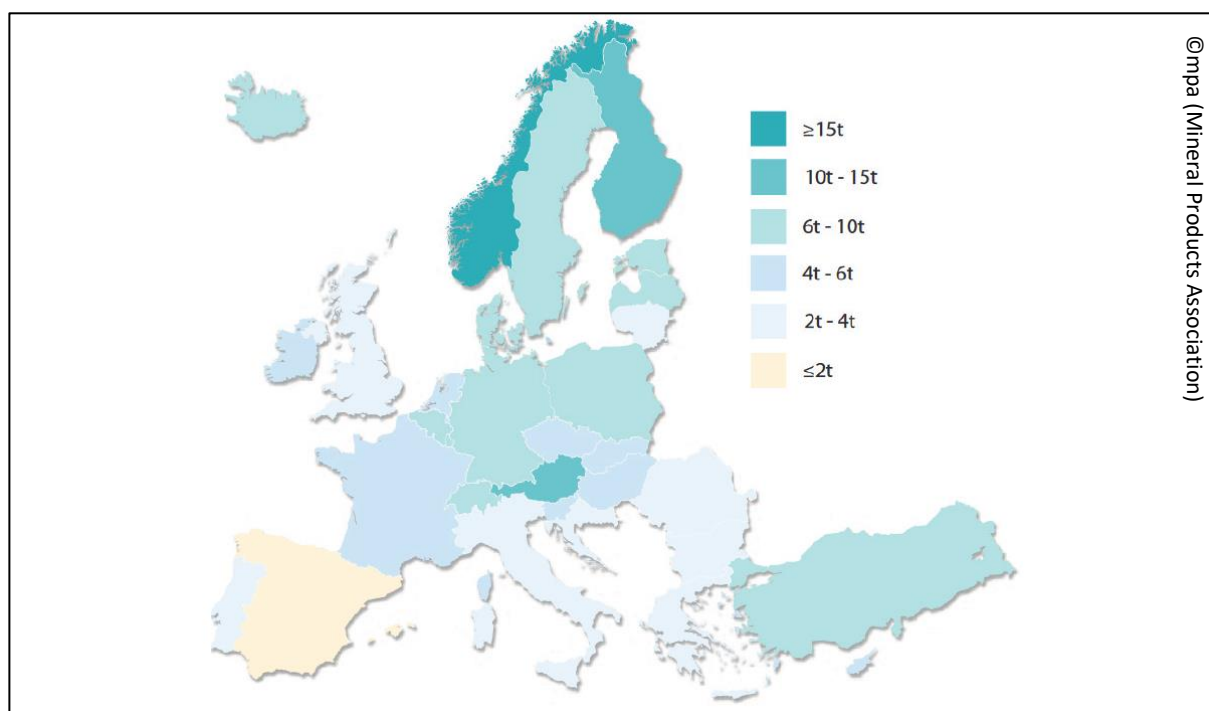 ≥15t
10t - 15t
6t - 10t
4t - 6t
2t - 4t
≤2t
©mpa (Mineral Products Association)